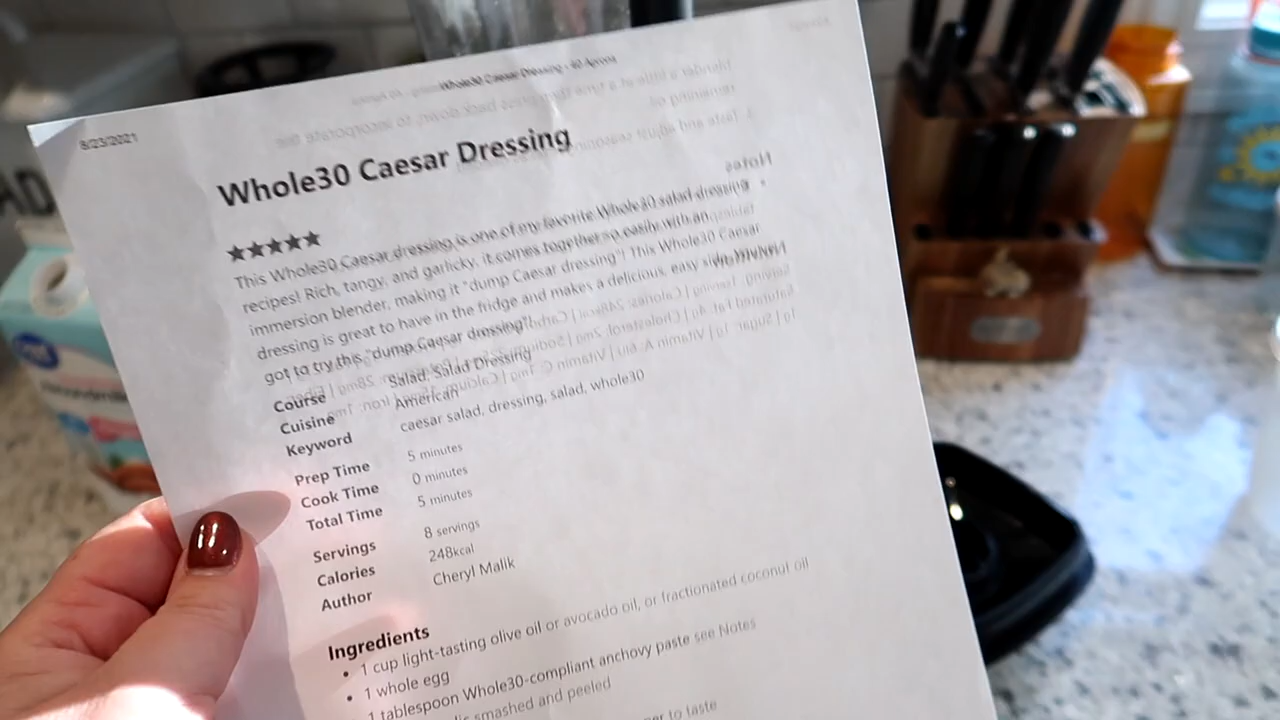 8/23/2021
Whole30 Caesar Dressing - 40 Aprons
Whole30 Caesar Dressing
★★★★★
This Whole30 Caesar dressing is one of my favorite Whole30 salad dressing
recipes! Rich, tangy, and garlicky, it comes together so easily with an
immersion blender, making it "dump Caesar dressing"! This Whole30 Caesar
dressing is great to have in the fridge and makes a delicious, easy
got to try this "dump Caesar dressing"!
Course Salad, Salad Dressing
Cuisine American
Keyword caesar salad, dressing, salad, whole30
Prep Time 5 minutes
Cook Time 0 minutes
Total Time 5 minutes
Servings 8 servings
Calories 248kcal
Author Cheryl Malik
Ingredients
• 1 cup light-tasting olive oil or avocado oil, or fractionated coconut oil
• 1 whole egg
1 tablespoon Whole30-compliant anchovy paste see Notes
smashed and peeled
to taste